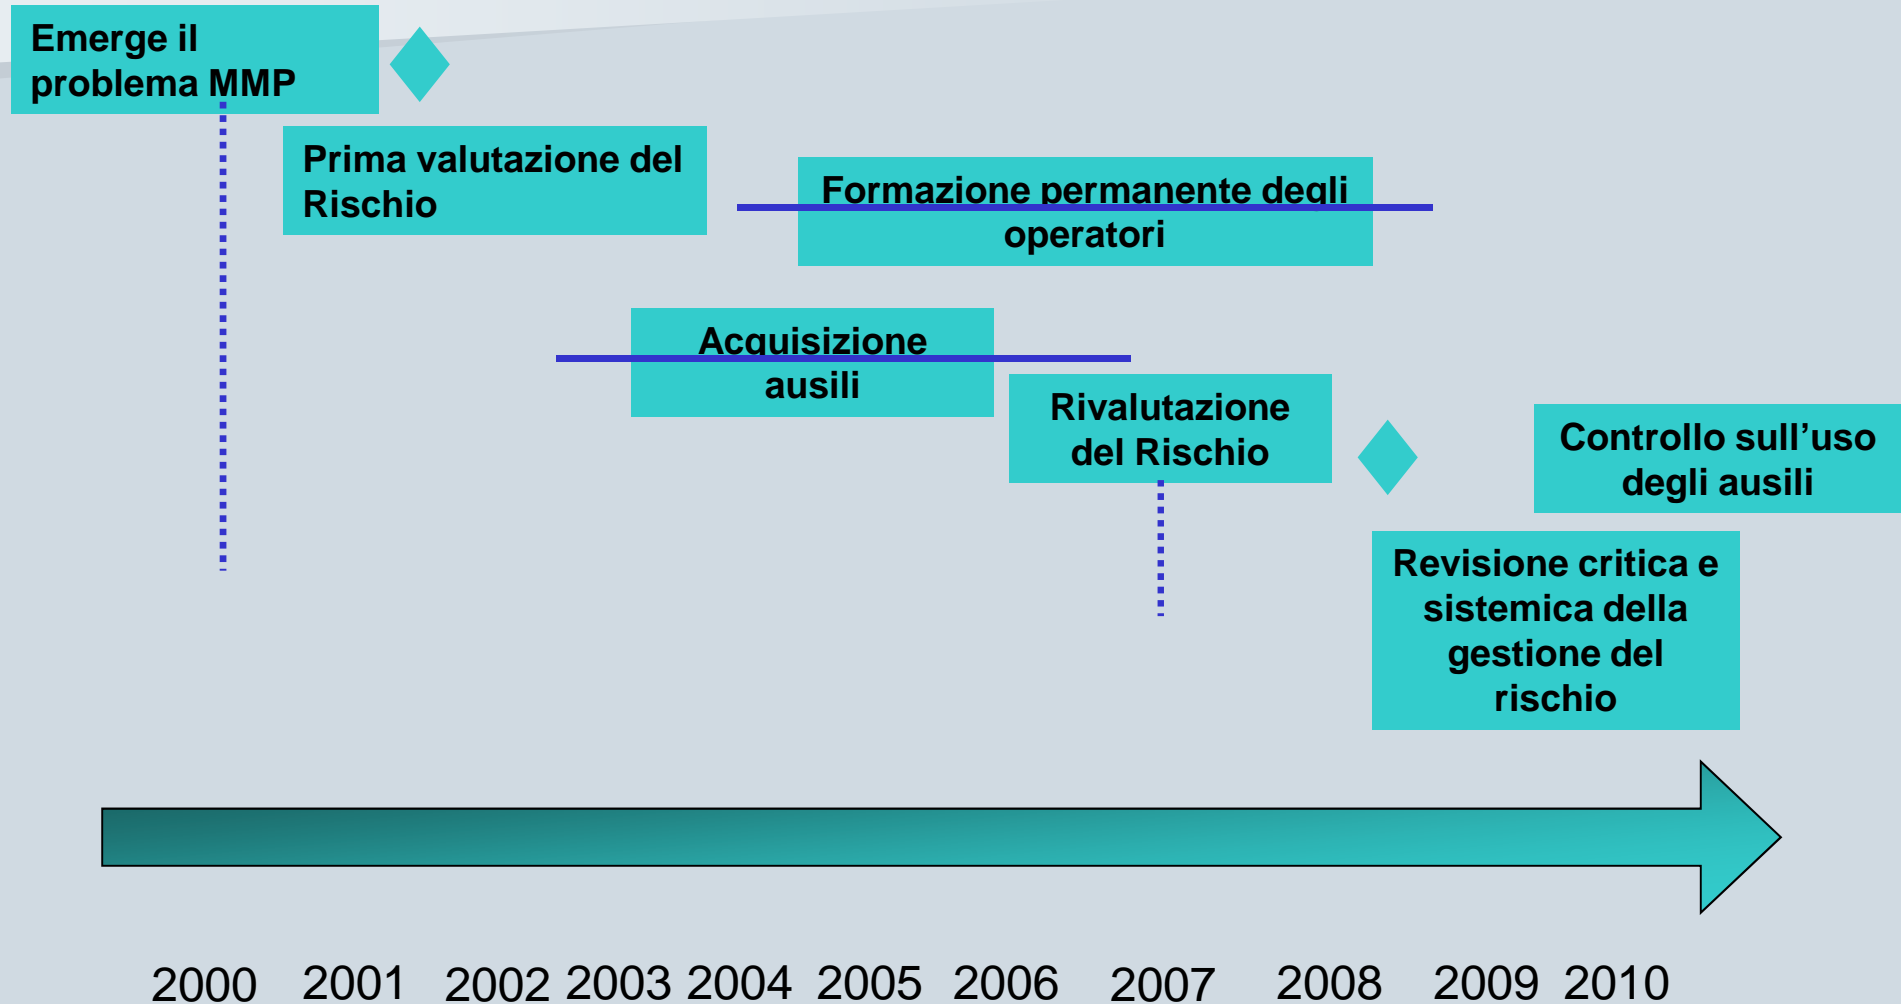 Emerge il
problema MMP
Prima valutazione del
Rischio
Formazione permanente degli
operatori
Acquisizione
ausili
Rivalutazione
del Rischio
Controllo sull’uso
degli ausili
Revisione critica e
sistemica della
gestione del
rischio
2000 2001 2002 2003 2004 2005 2006 2007 2008 2009 2010